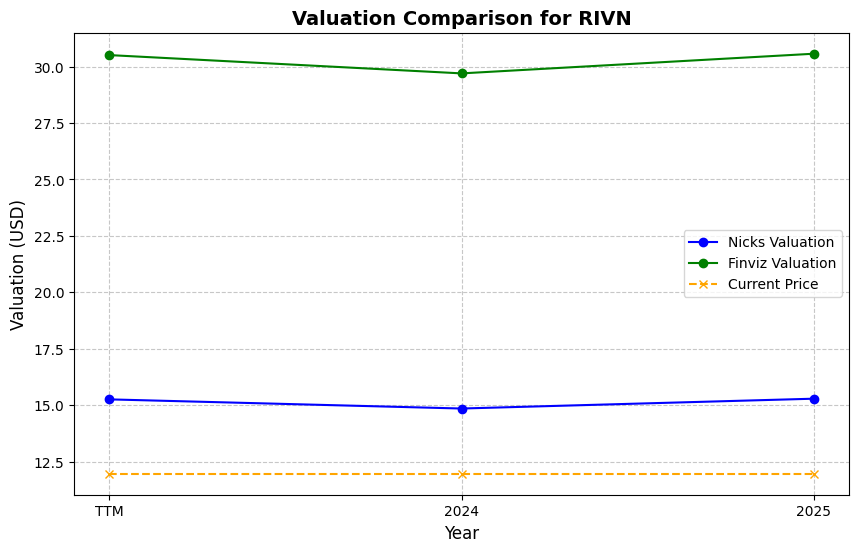 Valuation Comparison for RIVN
Valuation (USD)
30.0
27.5
25.0
22.5
20.0
17.5
15.0
12.5
Nicks Valuation
Finviz Valuation
Current Price
TTM
2024
2025
Year